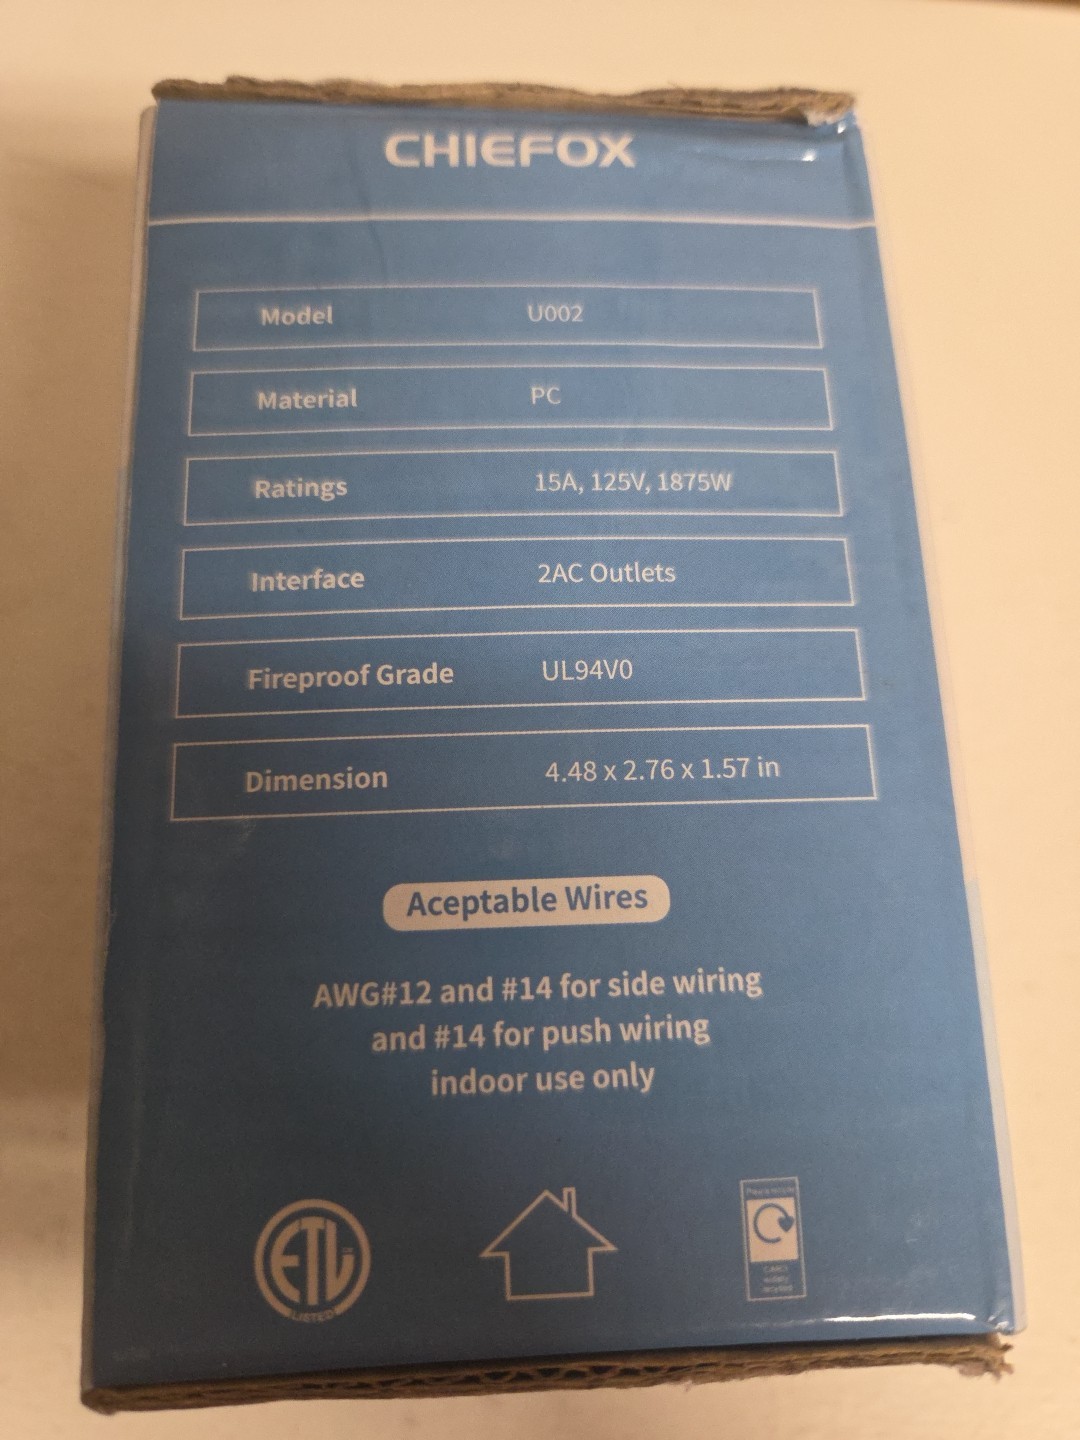 CHIEFOX
Model U002
Material PC
Ratings 15A, 125V, 1875W
Interface 2AC Outlets
Fireproof Grade UL94V0
Dimension 4.48 x 2.76 x 1.57 in
Aceptable Wires
AWG#12 and #14 for side wiring
and #14 for push wiring
indoor use only
ETL
LISTED
widely
recycled